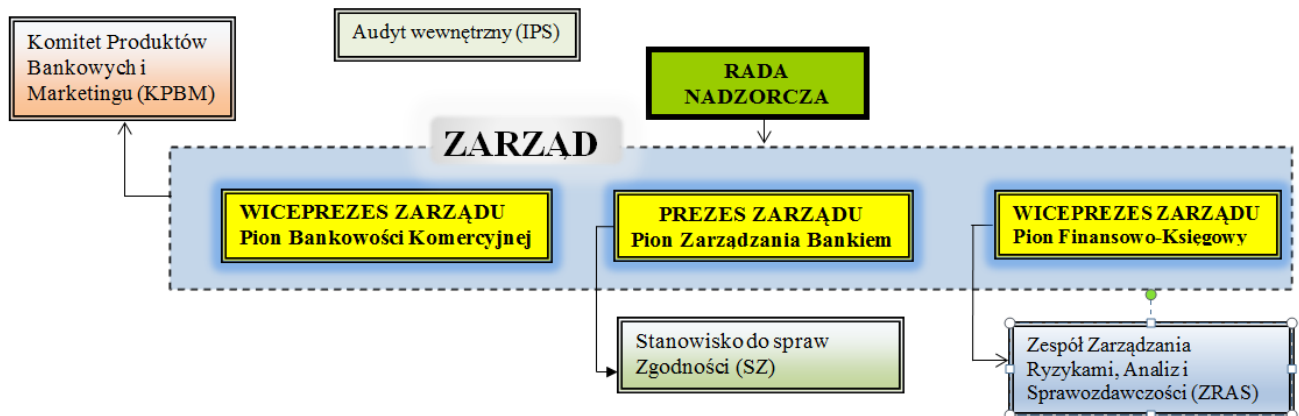 Komitet Produktów
Bankowych i
Marketingu (KPBM)
Audyt wewnętrzny (IPS)
RADA
NADZORCZA
ZARZĄD
WICEPREZES ZARZĄDU
Pion Bankowości Komercyjnej
PREZES ZARZĄDU
Pion Zarządzania Bankiem
WICEPREZES ZARZĄDU
Pion Finansowo-Księgowy
Stanowisko do spraw
Zgodności (SZ)
Zespół Zarządzania
Ryzykami, Analiz i
Sprawozdawczości (ZRAS)